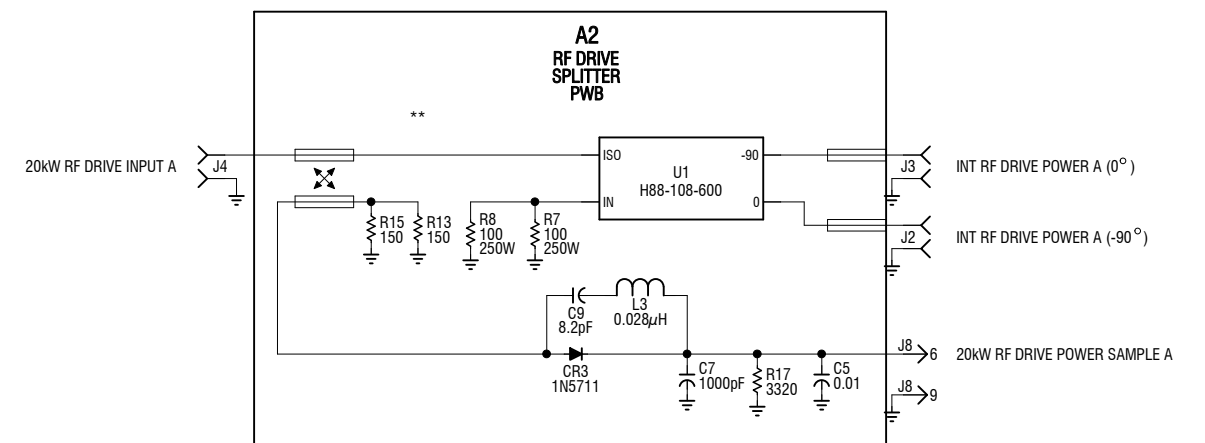 A2
RF DRIVE
SPLITTER
PWB
**
20kW RF DRIVE INPUT A
J4
ISO
-90
U1
H88-108-600
IN
0
J3
INT RF DRIVE POWER A (0°)
J2
INT RF DRIVE POWER A (-90°)
R15
150
R13
150
R8
100
250W
R7
100
250W
C9
8.2pF
L3
0.028µH
CR3
1N5711
C7
1000pF
R17
3320
C5
0.01
J8
6
20kW RF DRIVE POWER SAMPLE A
J8
9